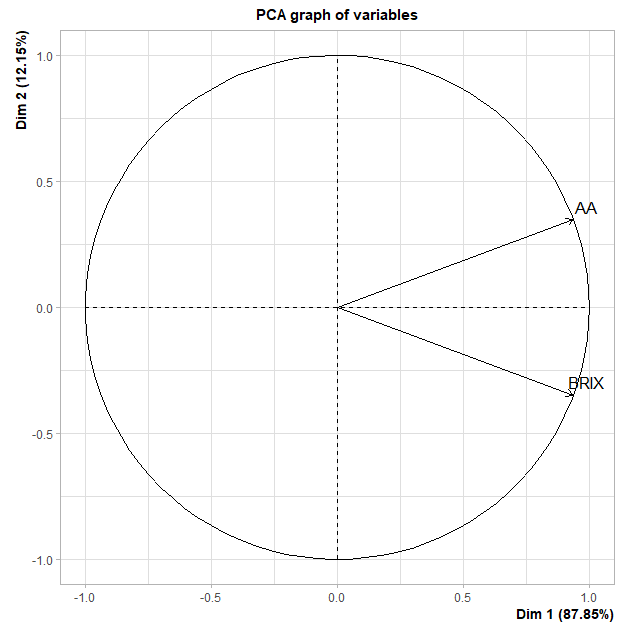 PCA graph of variables
Dim 2 (12.15%)
1.0
0.5
0.0
-0.5
-1.0
AA
BRIX
-1.0 -0.5 0.0 0.5 1.0
Dim 1 (87.85%)